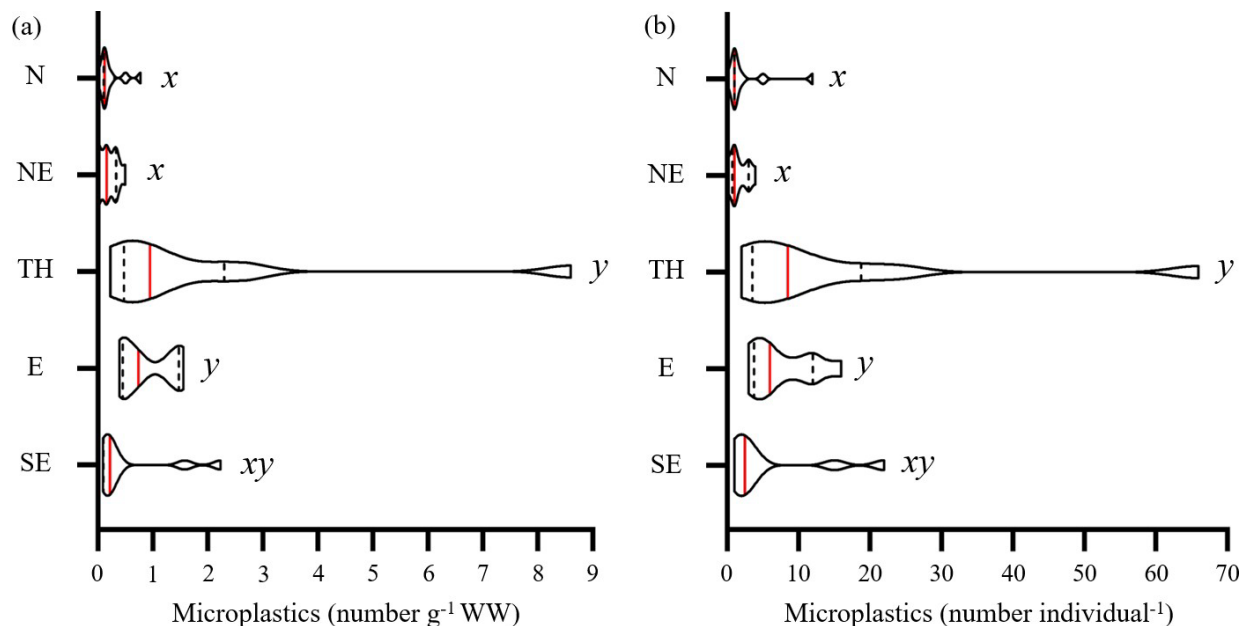 (a)
N x
NE x
TH y
E y
SE xy
0 1 2 3 4 5 6 7 8 9
Microplastics (number g⁻¹ WW)
(b)
N x
NE x
TH y
E y
SE xy
0 10 20 30 40 50 60 70
Microplastics (number individual⁻¹)